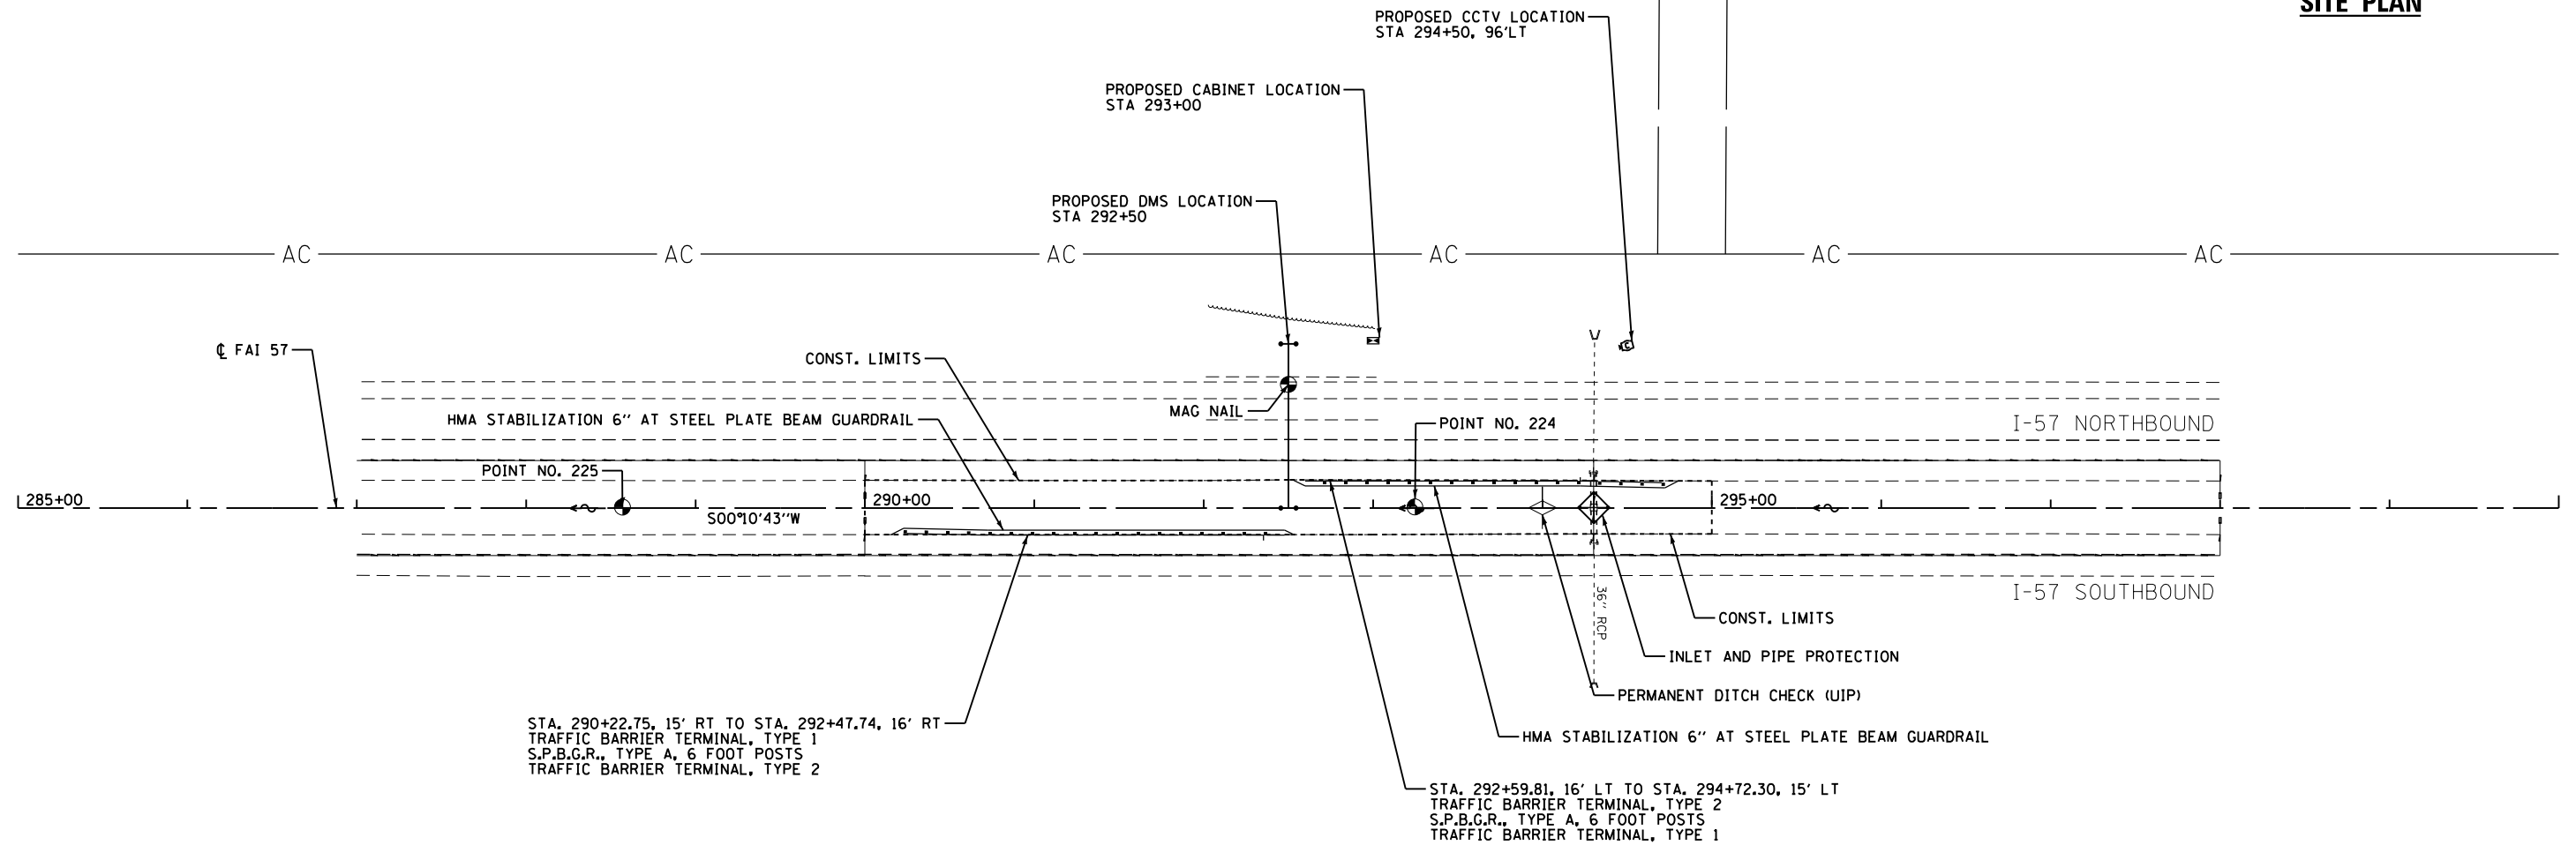 SITE PLAN
PROPOSED CCTV LOCATION
STA 294+50, 96'LT
PROPOSED CABINET LOCATION
STA 293+00
PROPOSED DMS LOCATION
STA 292+50
AC AC AC AC AC AC
℄ FAI 57
CONST. LIMITS
MAG NAIL
HMA STABILIZATION 6'' AT STEEL PLATE BEAM GUARDRAIL
POINT NO. 224
I-57 NORTHBOUND
POINT NO. 225
285+00
290+00
295+00
S00°10'43''W
I-57 SOUTHBOUND
36'' RCP
CONST. LIMITS
INLET AND PIPE PROTECTION
PERMANENT DITCH CHECK (UIP)
STA. 290+22.75, 15' RT TO STA. 292+47.74, 16' RT
TRAFFIC BARRIER TERMINAL, TYPE 1
S.P.B.G.R., TYPE A, 6 FOOT POSTS
TRAFFIC BARRIER TERMINAL, TYPE 2
HMA STABILIZATION 6'' AT STEEL PLATE BEAM GUARDRAIL
STA. 292+59.81, 16' LT TO STA. 294+72.30, 15' LT
TRAFFIC BARRIER TERMINAL, TYPE 2
S.P.B.G.R., TYPE A, 6 FOOT POSTS
TRAFFIC BARRIER TERMINAL, TYPE 1